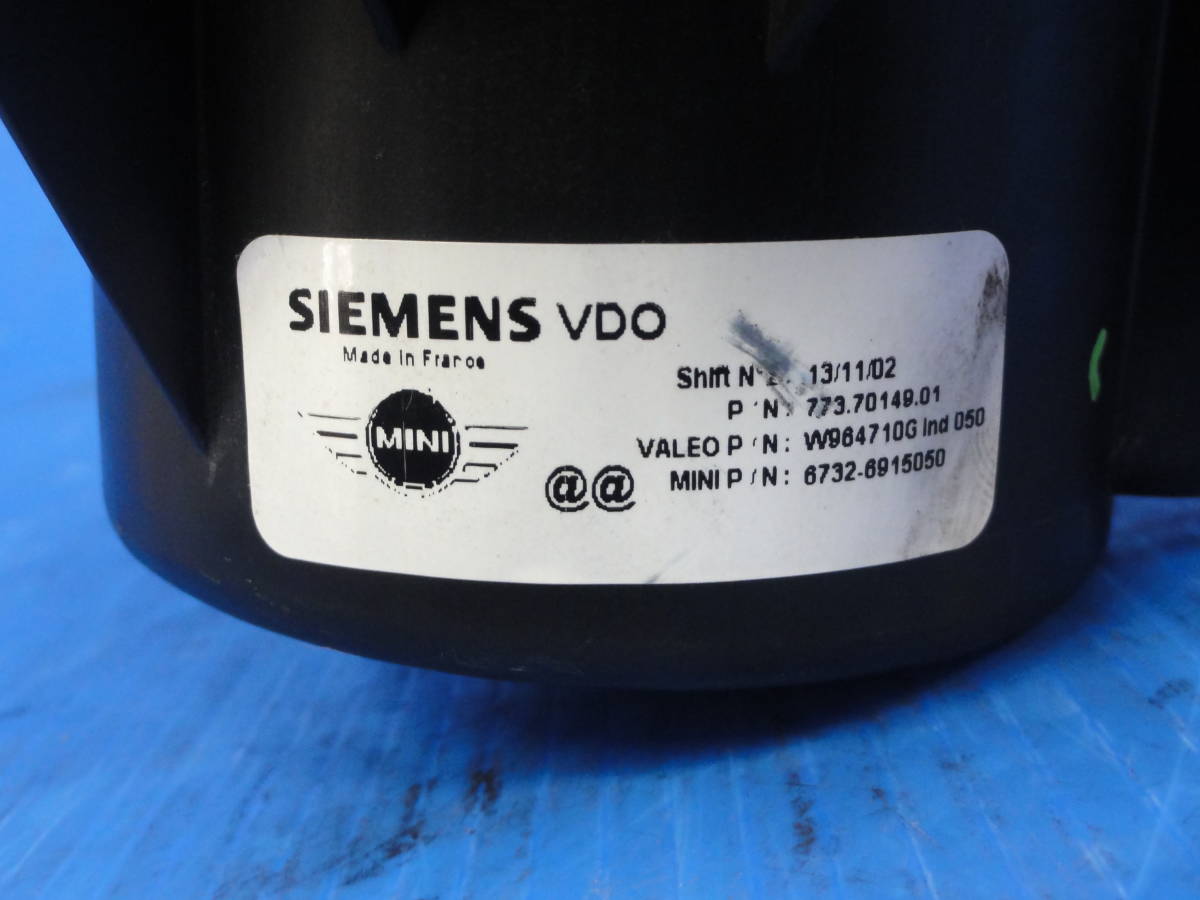 SIEMENS VDO
Made in France
MINI
@@
Shift N° 13/11/02
P/N: 773.70149.01
VALEO P/N: W964710G Ind 050
MINI P/N: 6732-6915050